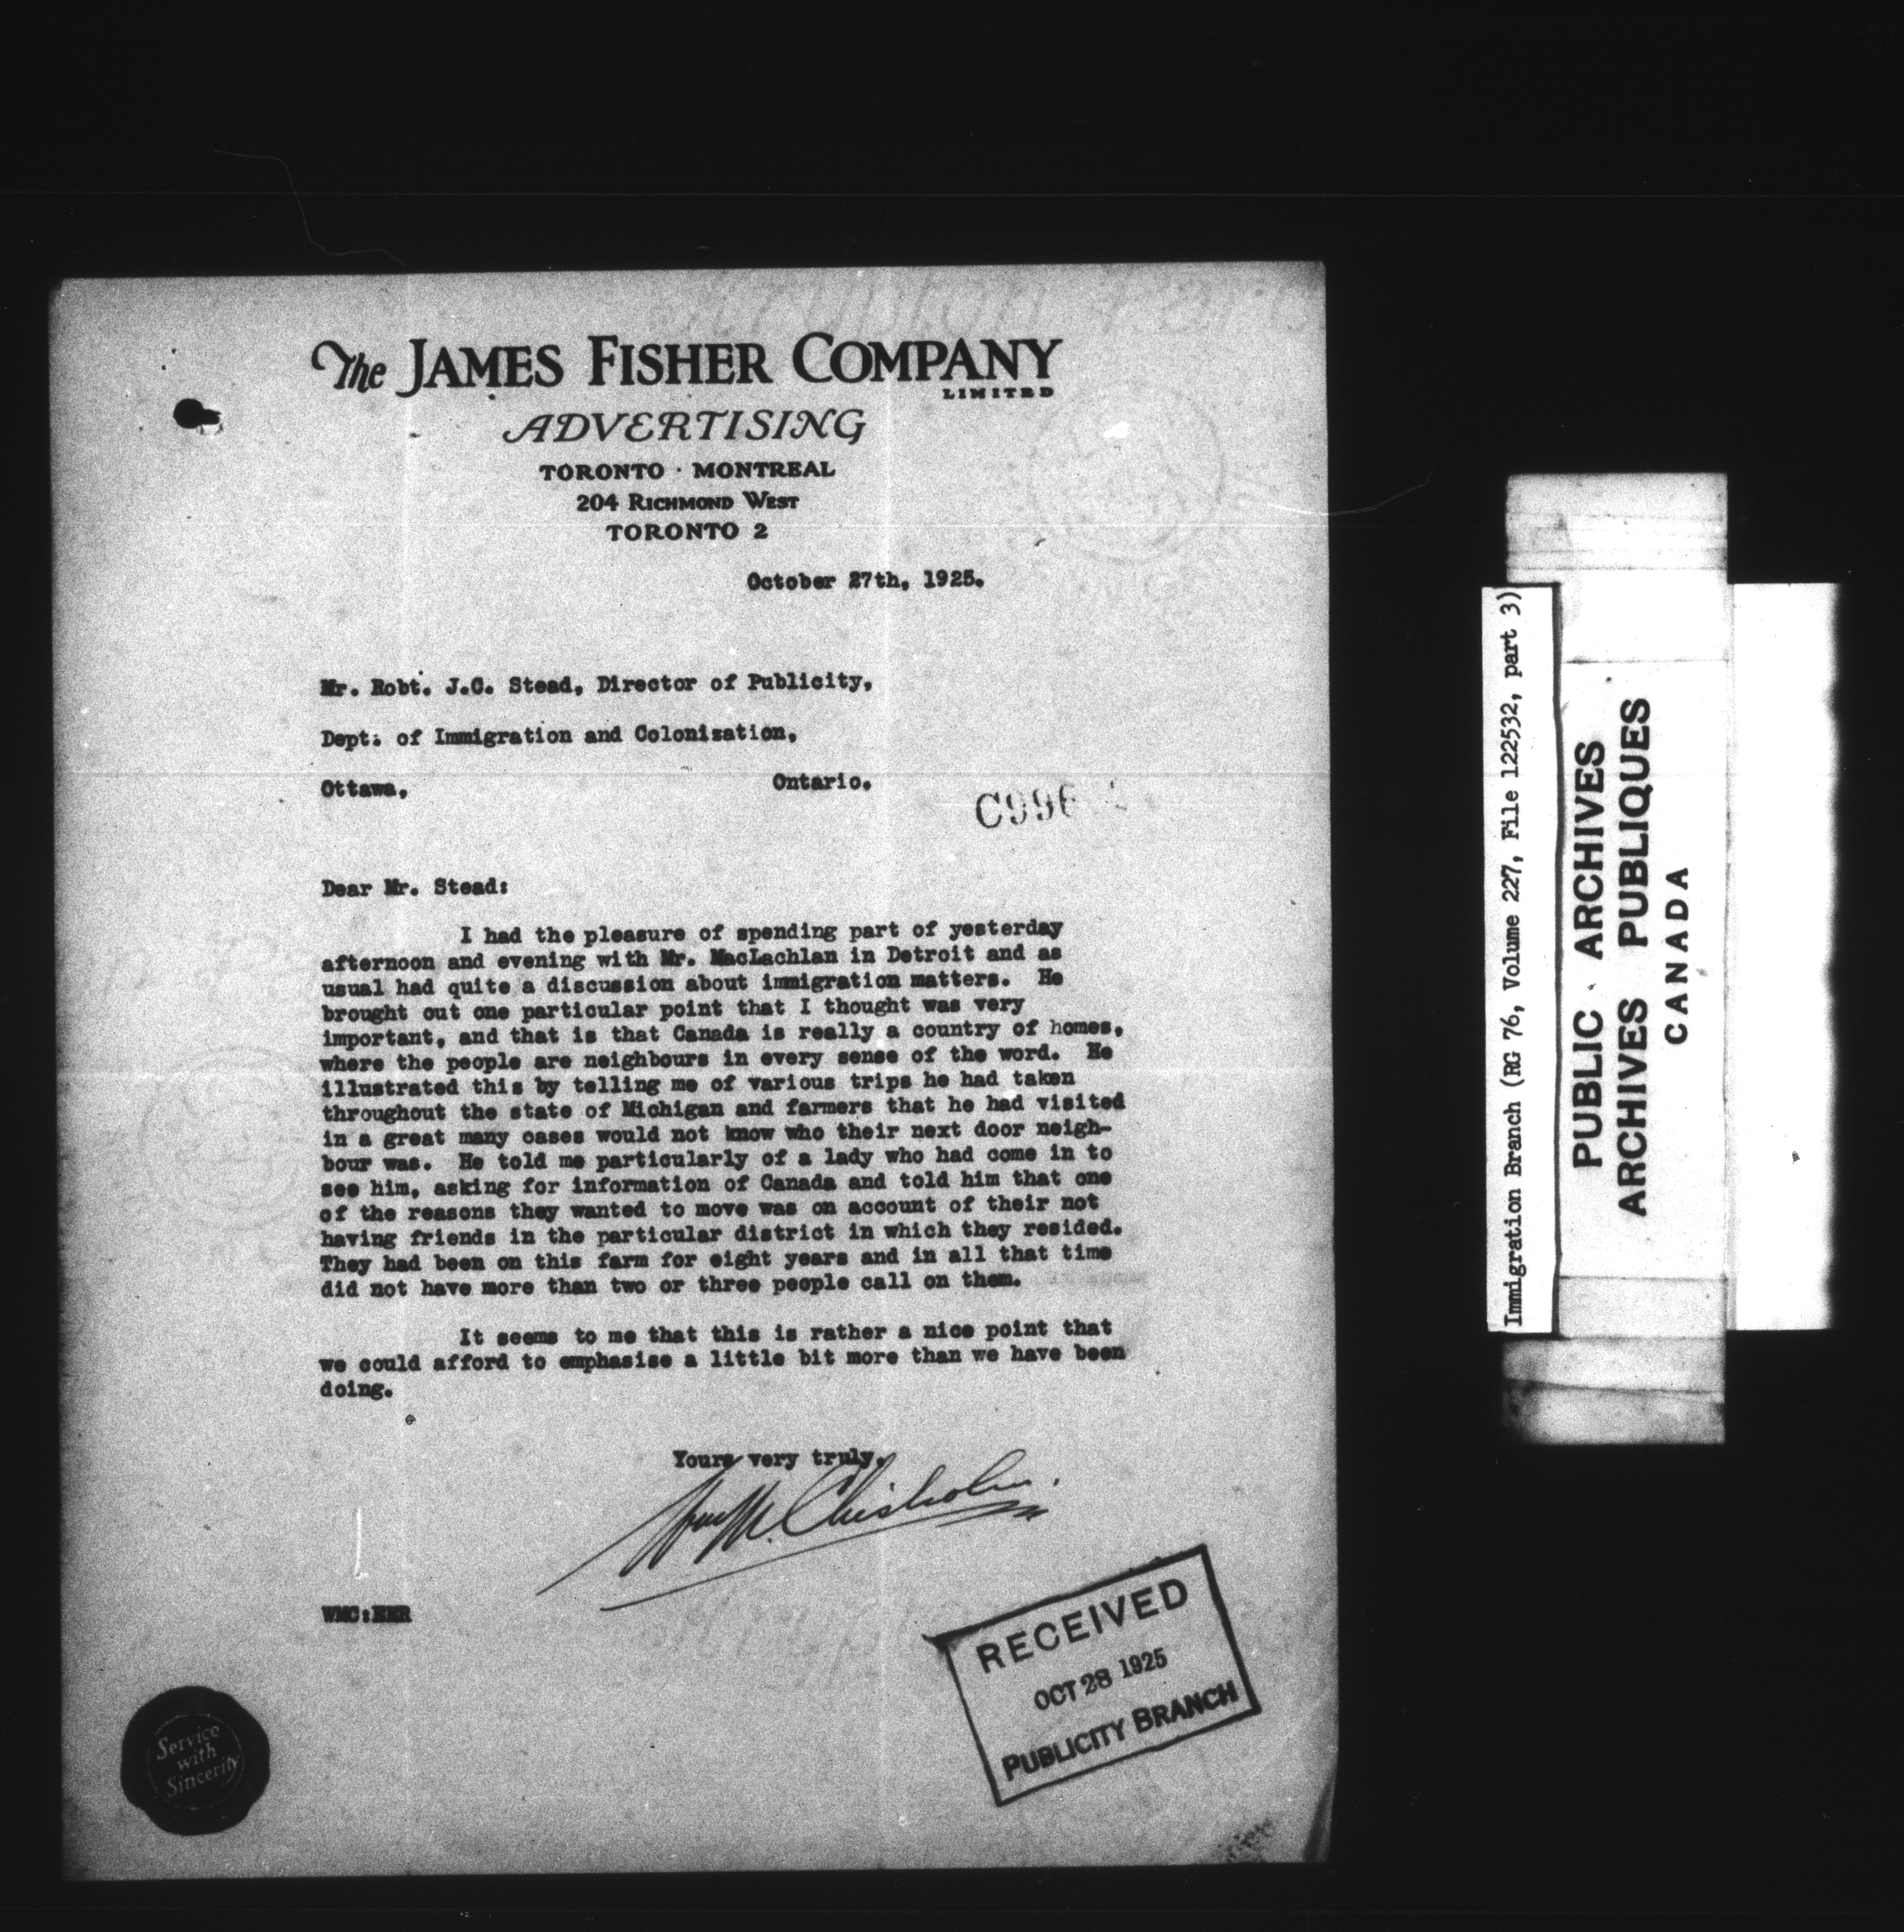 The JAMES FISHER COMPANY
LIMITED
ADVERTISING
TORONTO · MONTREAL
204 RICHMOND WEST
TORONTO 2
October 27th, 1925.
Mr. Robt. J.C. Stead, Director of Publicity,
Dept. of Immigration and Colonization,
Ottawa, Ontario.
C996
Dear Mr. Stead:
I had the pleasure of spending part of yesterday
afternoon and evening with Mr. MacLachlan in Detroit and as
usual had quite a discussion about immigration matters. He
brought out one particular point that I thought was very
important, and that is that Canada is really a country of homes,
where the people are neighbours in every sense of the word. He
illustrated this by telling me of various trips he had taken
throughout the state of Michigan and farmers that he had visited
in a great many cases would not know who their next door neigh-
bour was. He told me particularly of a lady who had come in to
see him, asking for information of Canada and told him that one
of the reasons they wanted to move was on account of their not
having friends in the particular district in which they resided.
They had been on this farm for eight years and in all that time
did not have more than two or three people call on them.
It seems to me that this is rather a nice point that
we could afford to emphasise a little bit more than we have been
doing.
Yours very truly,
Wm. M. Chisholm.
WMC:EER
RECEIVED
OCT 28 1925
PUBLICITY BRANCH
Service
with
Sincerity
Immigration Branch (RG 76, Volume 227, File 122532, part 3)
PUBLIC ARCHIVES
ARCHIVES PUBLIQUES
CANADA